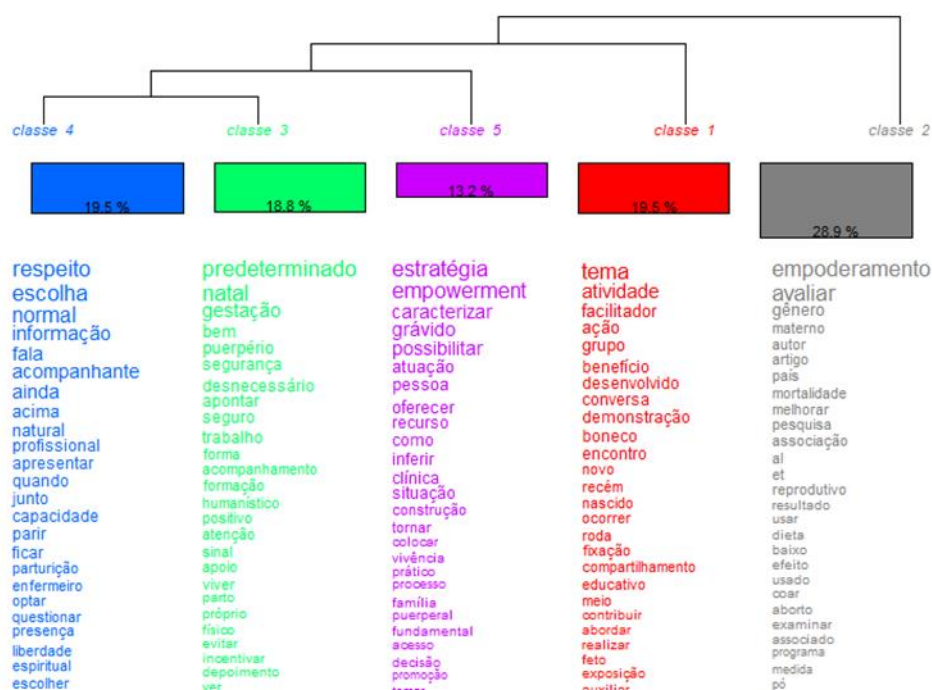 classe 4
classe 3
classe 5
classe 1
classe 2
19.5 %
18.8 %
13.2 %
19.5 %
28.9 %
respeito
escolha
normal
informação
fala
acompanhante
ainda
acima
natural
profissional
apresentar
quando
junto
capacidade
parir
ficar
parturição
enfermeiro
optar
questionar
presença
liberdade
espiritual
escolher
predeterminado
natal
gestação
bem
puerpério
segurança
desnecessário
apontar
seguro
trabalho
forma
acompanhamento
formação
humanístico
positivo
atenção
sinal
apoio
viver
parto
próprio
físico
evitar
incentivar
depoimento
ver
estratégia
empowerment
caracterizar
grávido
possibilitar
atuação
pessoa
oferecer
recurso
como
inferir
clínica
situação
construção
tornar
colocar
vivência
prático
processo
família
puerperal
fundamental
acesso
decisão
promoção
tema
atividade
facilitador
ação
grupo
benefício
desenvolvido
conversa
demonstração
boneco
encontro
novo
recém
nascido
ocorrer
roda
fixação
compartilhamento
educativo
meio
contribuir
abordar
realizar
feto
exposição
auxiliar
empoderamento
avaliar
gênero
materno
autor
artigo
país
mortalidade
melhorar
pesquisa
associação
al
et
reprodutivo
resultado
usar
dieta
baixo
efeito
usado
coar
aborto
examinar
associado
programa
medida
pó